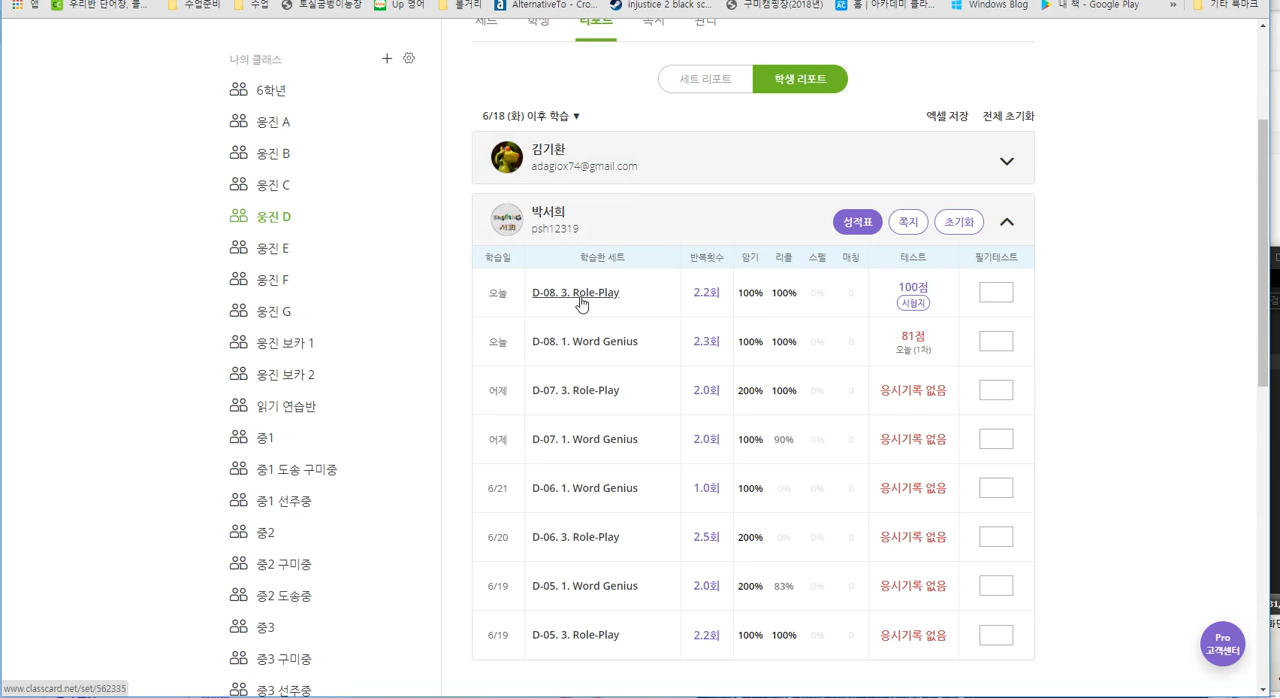 앱
우리반 단어장, 클...
수업준비
수업
토실궁뎅이농장
Up 영어
볼거리
AlternativeTo - Cro...
injustice 2 black sc...
구미캠핑장(2018년)
홈 | 아카데미 클라...
Windows Blog
내 책 - Google Play
»
기타 북마크
세트 학생 리포트 쪽지 관리
나의 클래스
6학년
웅진 A
웅진 B
웅진 C
웅진 D
웅진 E
웅진 F
웅진 G
웅진 보카 1
웅진 보카 2
읽기 연습반
중1
중1 도송 구미중
중1 선주중
중2
중2 구미중
중2 도송중
중3
중3 구미중
중3 선주중
세트 리포트 학생 리포트
6/18 (화) 이후 학습 ▼ 엑셀 저장 전체 초기화
김기환
adagiox74@gmail.com
박서희
psh12319
성적표 쪽지 초기화
학습일 학습한 세트 반복횟수 암기 리콜 스펠 매칭 테스트 필기테스트
오늘 D-08. 3. Role-Play 2.2회 100% 100% 0% 0 100점
시험지
오늘 D-08. 1. Word Genius 2.3회 100% 100% 0% 0 81점
오늘 (1차)
어제 D-07. 3. Role-Play 2.0회 200% 100% 0% 0 응시기록 없음
어제 D-07. 1. Word Genius 2.0회 100% 90% 0% 0 응시기록 없음
6/21 D-06. 1. Word Genius 1.0회 100% 0% 0% 0 응시기록 없음
6/20 D-06. 3. Role-Play 2.5회 200% 0% 0% 0 응시기록 없음
6/19 D-05. 1. Word Genius 2.0회 200% 83% 0% 0 응시기록 없음
6/19 D-05. 3. Role-Play 2.2회 100% 100% 0% 0 응시기록 없음
Pro
고객센터
www.classcard.net/set/562335